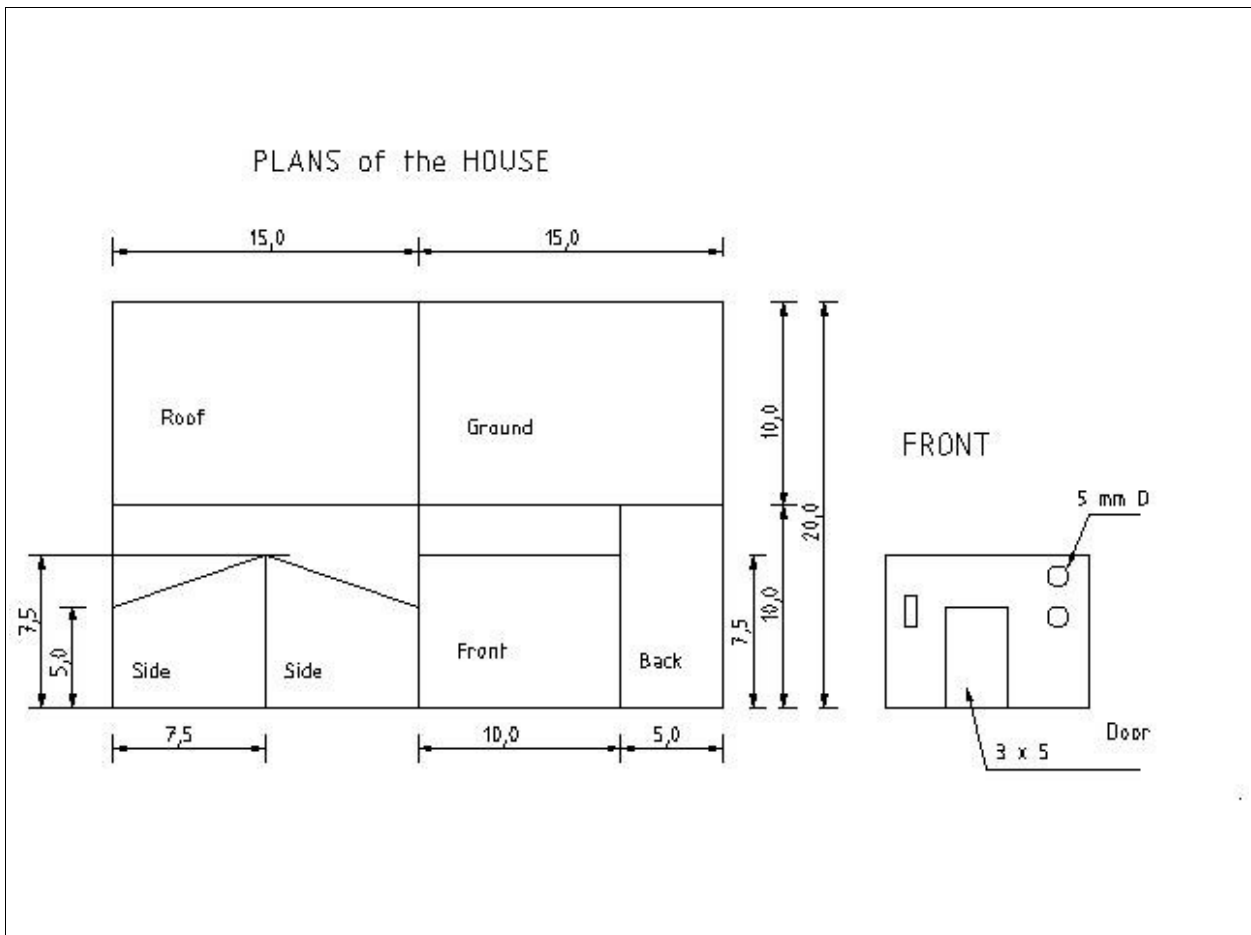 PLANS of the HOUSE
15,0
15,0
Roof
Ground
10,0
20,0
FRONT
5 mm D
7,5
5,0
Side
Side
Front
Back
7,5
10,0
7,5
10,0
5,0
Door
3 x 5